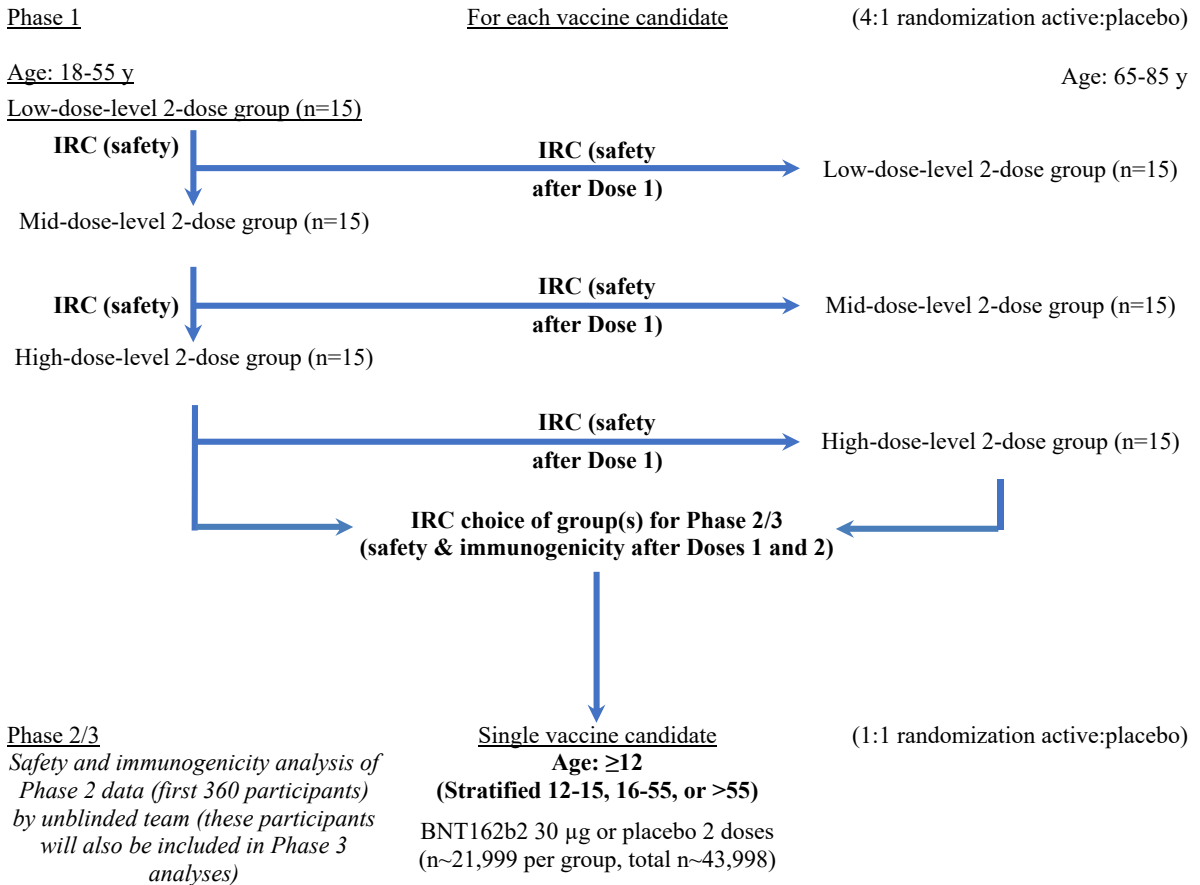 Phase 1
For each vaccine candidate
(4:1 randomization active:placebo)
Age: 18-55 y
Age: 65-85 y
Low-dose-level 2-dose group (n=15)
IRC (safety)
IRC (safety
after Dose 1)
Low-dose-level 2-dose group (n=15)
Mid-dose-level 2-dose group (n=15)
IRC (safety)
IRC (safety
after Dose 1)
Mid-dose-level 2-dose group (n=15)
High-dose-level 2-dose group (n=15)
IRC (safety
after Dose 1)
High-dose-level 2-dose group (n=15)
IRC choice of group(s) for Phase 2/3
(safety & immunogenicity after Doses 1 and 2)
Phase 2/3
Safety and immunogenicity analysis of
Phase 2 data (first 360 participants)
by unblinded team (these participants
will also be included in Phase 3
analyses)
Single vaccine candidate
Age: ≥12
(Stratified 12-15, 16-55, or >55)
BNT162b2 30 µg or placebo 2 doses
(n~21,999 per group, total n~43,998)
(1:1 randomization active:placebo)